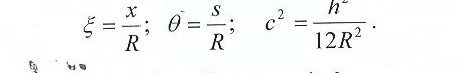 ξ = x/R; θ = s/R; c² = h²/12R².